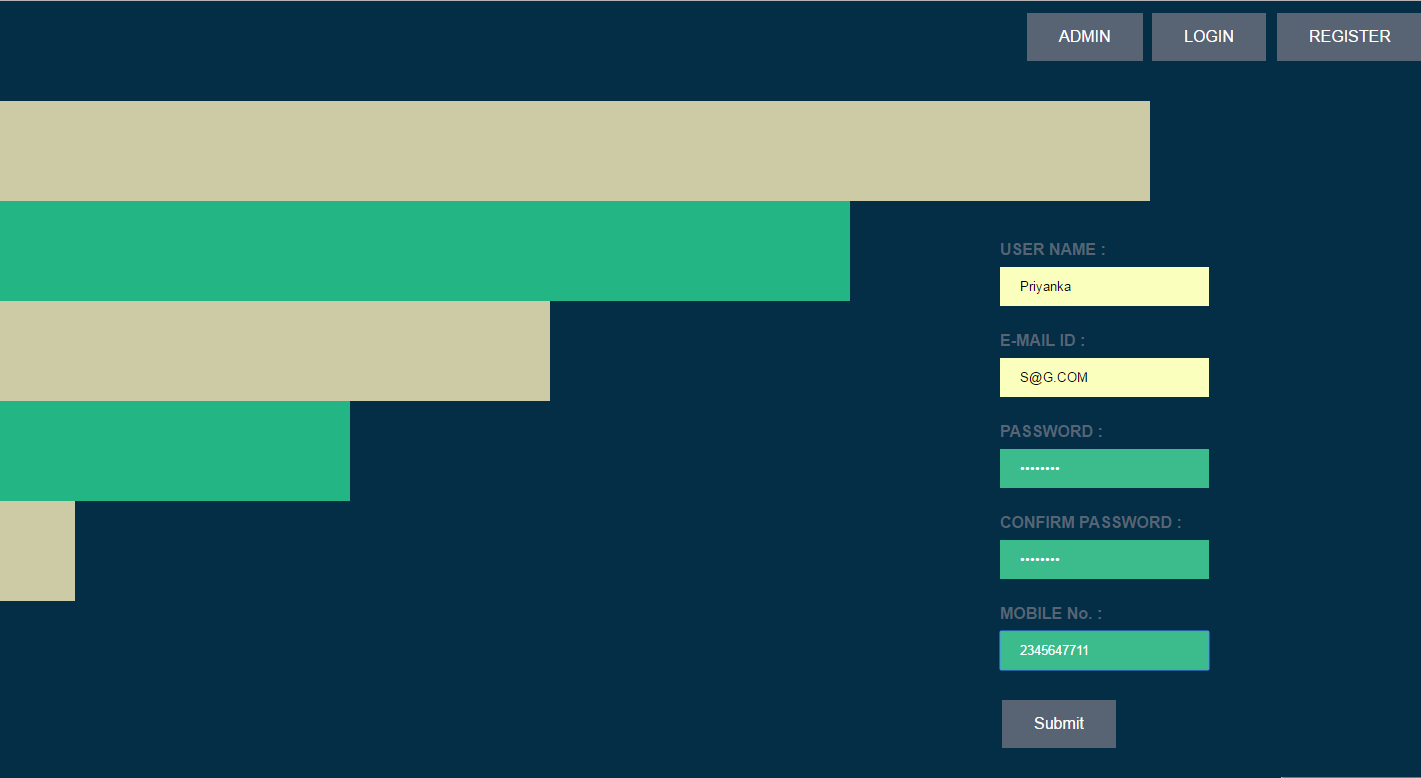 ADMIN LOGIN REGISTER
USER NAME :
Priyanka
E-MAIL ID :
S@G.COM
PASSWORD :
••••••••
CONFIRM PASSWORD :
••••••••
MOBILE No. :
2345647711
Submit